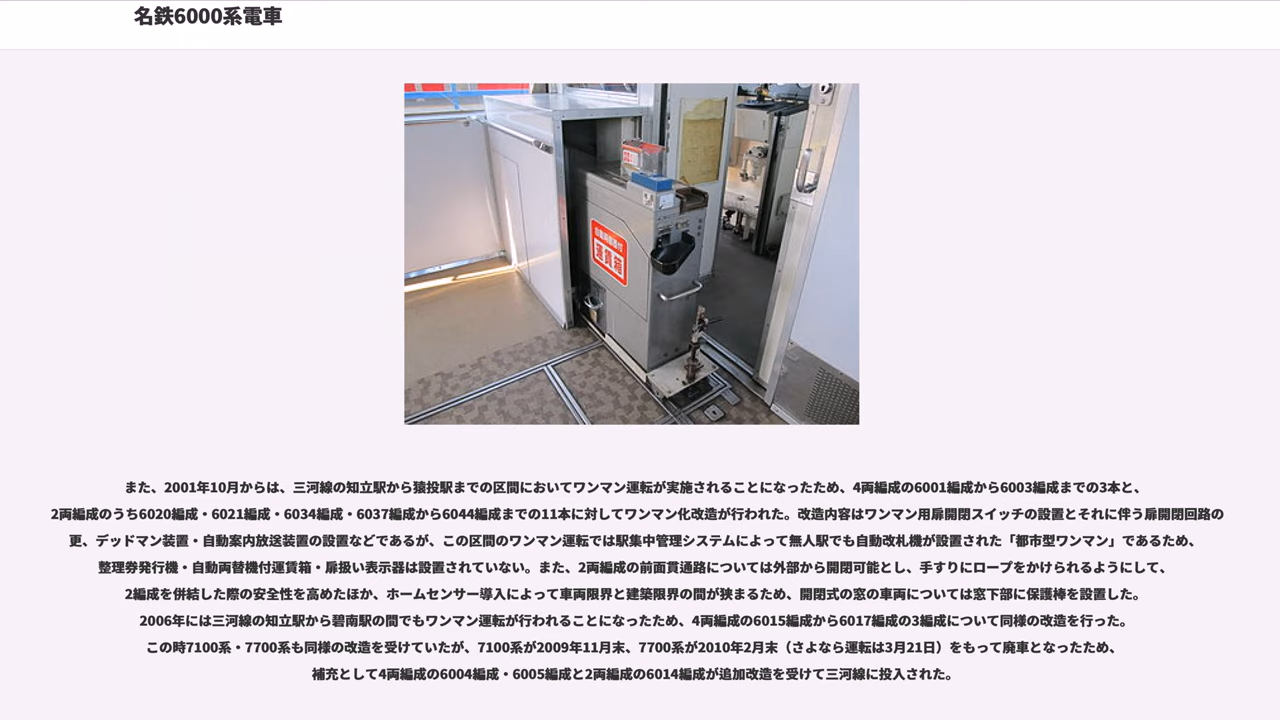 名鉄6000系電車
自動両替機付
運賃箱
また、2001年10月からは、三河線の知立駅から猿投駅までの区間においてワンマン運転が実施されることになったため、4両編成の6001編成から6003編成までの3本と、
2両編成のうち6020編成・6021編成・6034編成・6037編成から6044編成までの11本に対してワンマン化改造が行われた。改造内容はワンマン用扉開閉スイッチの設置とそれに伴う扉開閉回路の
更、デッドマン装置・自動案内放送装置の設置などであるが、この区間のワンマン運転では駅集中管理システムによって無人駅でも自動改札機が設置された「都市型ワンマン」であるため、
整理券発行機・自動両替機付運賃箱・扉扱い表示器は設置されていない。また、2両編成の前面貫通路については外部から開閉可能とし、手すりにロープをかけられるようにして、
2編成を併結した際の安全性を高めたほか、ホームセンサー導入によって車両限界と建築限界の間が狭まるため、開閉式の窓の車両については窓下部に保護棒を設置した。
2006年には三河線の知立駅から碧南駅の間でもワンマン運転が行われることになったため、4両編成の6015編成から6017編成の3編成について同様の改造を行った。
この時7100系・7700系も同様の改造を受けていたが、7100系が2009年11月末、7700系が2010年2月末（さよなら運転は3月21日）をもって廃車となったため、
補充として4両編成の6004編成・6005編成と2両編成の6014編成が追加改造を受けて三河線に投入された。